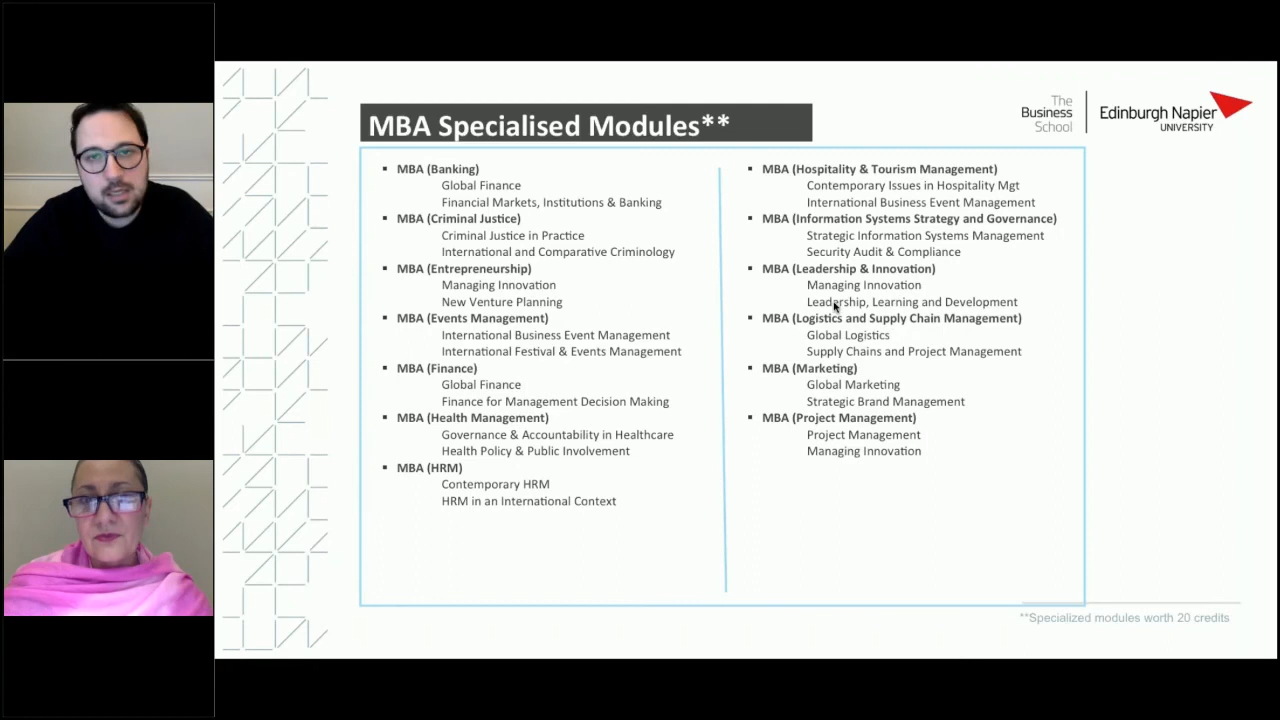 MBA Specialised Modules**
The
Business
School
Edinburgh Napier
UNIVERSITY
▪ MBA (Banking)
Global Finance
Financial Markets, Institutions & Banking
▪ MBA (Criminal Justice)
Criminal Justice in Practice
International and Comparative Criminology
▪ MBA (Entrepreneurship)
Managing Innovation
New Venture Planning
▪ MBA (Events Management)
International Business Event Management
International Festival & Events Management
▪ MBA (Finance)
Global Finance
Finance for Management Decision Making
▪ MBA (Health Management)
Governance & Accountability in Healthcare
Health Policy & Public Involvement
▪ MBA (HRM)
Contemporary HRM
HRM in an International Context
▪ MBA (Hospitality & Tourism Management)
Contemporary Issues in Hospitality Mgt
International Business Event Management
▪ MBA (Information Systems Strategy and Governance)
Strategic Information Systems Management
Security Audit & Compliance
▪ MBA (Leadership & Innovation)
Managing Innovation
Leadership, Learning and Development
▪ MBA (Logistics and Supply Chain Management)
Global Logistics
Supply Chains and Project Management
▪ MBA (Marketing)
Global Marketing
Strategic Brand Management
▪ MBA (Project Management)
Project Management
Managing Innovation
**Specialized modules worth 20 credits